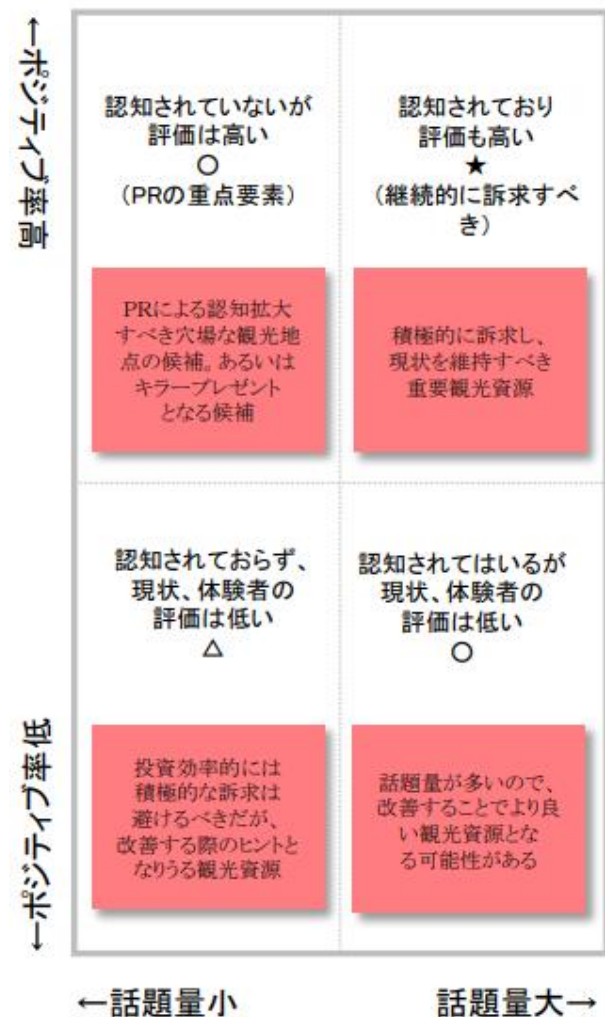 ←ポジティブ率高
認知されていないが
評価は高い
○
(PRの重点要素)
認知されており
評価も高い
★
(継続的に訴求すべ
き)
PRによる認知拡大
すべき穴場な観光地
点の候補。あるいは
キラープレゼント
となる候補
積極的に訴求し、
現状を維持すべき
重要観光資源
←ポジティブ率低
認知されておらず、
現状、体験者の
評価は低い
△
認知されてはいるが
現状、体験者の
評価は低い
○
投資効率的には
積極的な訴求は
避けるべきだが、
改善する際のヒントと
なりうる観光資源
話題量が多いので、
改善することでより良
い観光資源とな
る可能性がある
←話題量小
話題量大→